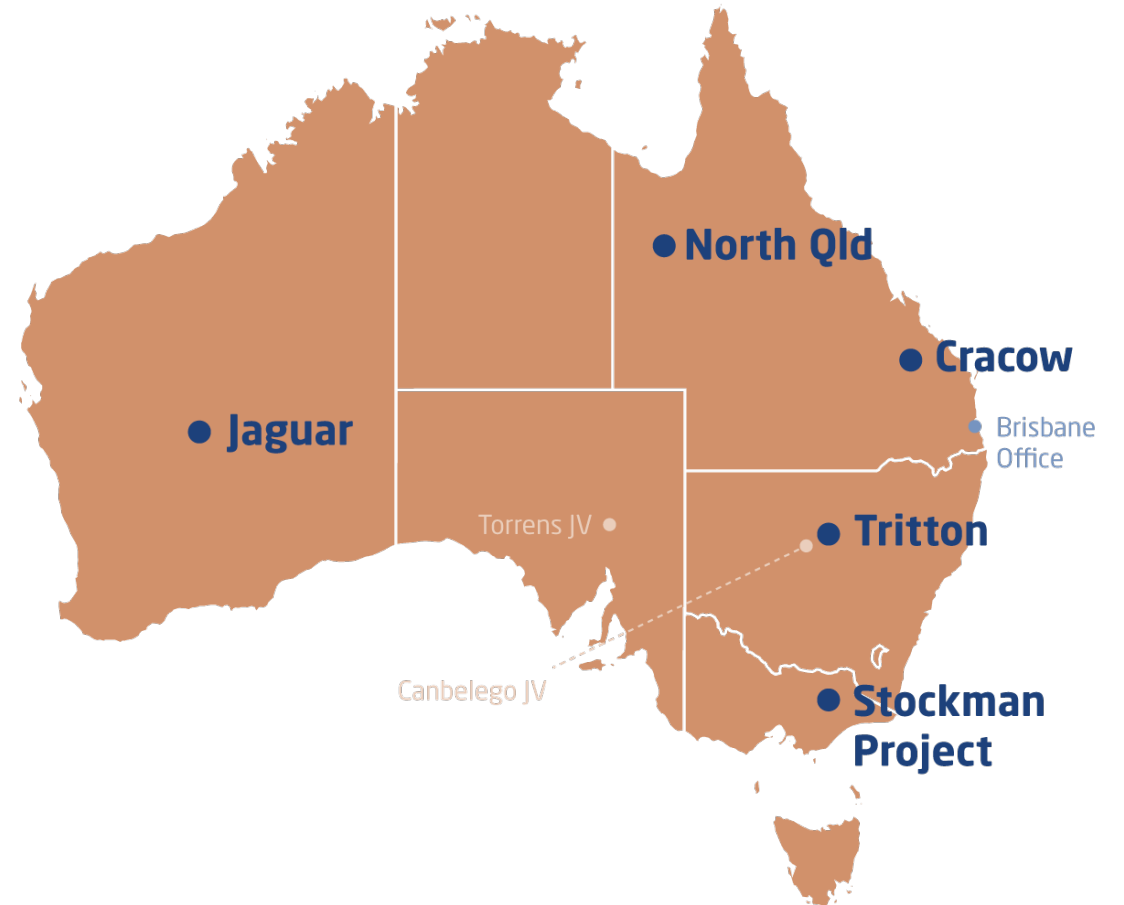 North Qld
Cracow
Jaguar
Brisbane
Office
Torrens JV
Tritton
Canbelego JV
Stockman
Project